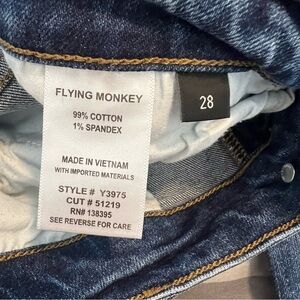 FLYING MONKEY
99% COTTON
1% SPANDEX
MADE IN VIETNAM
WITH IMPORTED MATERIALS
STYLE # Y3975
CUT # 51219
RN# 138395
SEE REVERSE FOR CARE
28